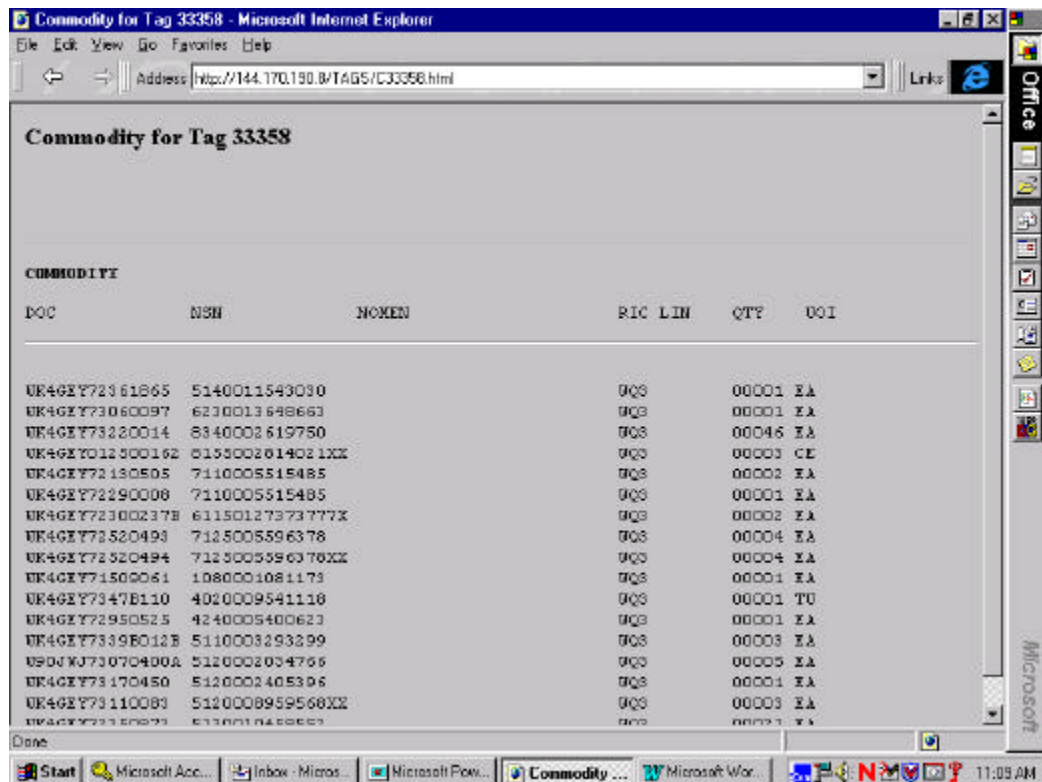 Commodity for Tag 33358 - Microsoft Internet Explorer
File Edit View Go Favorites Help
Address http://144.170.190.8/TAGS/C33358.html Links
Office
Commodity for Tag 33358
COMMODITY
DOC NSN NOMEN RIC LIN QTY UOI
UK4GEY72361865 5140011543030 UQ3 00001 EA
UK4GEY73060097 6230013648663 UQ3 00001 EA
UK4GEY73220014 8340002619750 UQ3 00046 EA
UK4GEY012500162 8155002814021XX UQ3 00003 CE
UK4GEY72130505 7110005515485 UQ3 00002 EA
UK4GEY72290008 7110005515485 UQ3 00001 EA
UK4GEY72300237B 61150127373777X UQ3 00002 EA
UK4GEY72520493 7125005596378 UQ3 00004 EA
UK4GEY72520494 7125005596378XX UQ3 00004 EA
UK4GEY71509061 1080001081173 UQ3 00001 EA
UK4GEY7347B110 4020009541118 UQ3 00001 TU
UK4GEY72950525 4240005400623 UQ3 00001 EA
UK4GEY7339B012B 5110003293299 UQ3 00003 EA
U90JWJ73070400A 5120002034766 UQ3 00005 EA
UK4GEY73170450 5120002405396 UQ3 00001 EA
UK4GEY73110083 5120008959568XX UQ3 00003 EA
Microsoft
Done
Start Microsoft Acc... Inbox - Micros... Microsoft Pow... Commodity ... Microsoft Wor... 11:09 AM